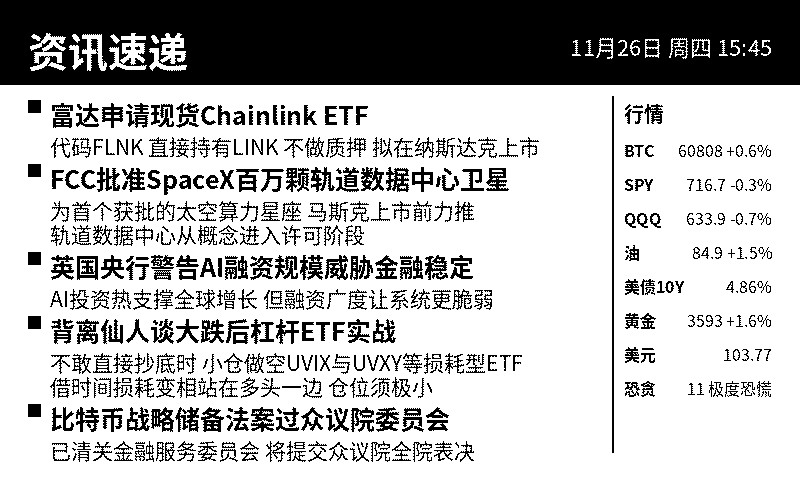 资讯速递
11月26日 周四 15:45
富达申请现货Chainlink ETF
代码FLNK 直接持有LINK 不做质押 拟在纳斯达克上市
FCC批准SpaceX百万颗轨道数据中心卫星
为首个获批的太空算力星座 马斯克上市前力推
轨道数据中心从概念进入许可阶段
英国央行警告AI融资规模威胁金融稳定
AI投资热支撑全球增长 但融资广度让系统更脆弱
背离仙人谈大跌后杠杆ETF实战
不敢直接抄底时 小仓做空UVIX与UVXY等损耗型ETF
借时间损耗变相站在多头一边 仓位须极小
比特币战略储备法案过众议院委员会
已清关金融服务委员会 将提交众议院全院表决
行情
BTC 60808 +0.6%
SPY 716.7 -0.3%
QQQ 633.9 -0.7%
油 84.9 +1.5%
美债10Y 4.86%
黄金 3593 +1.6%
美元 103.77
恐贪 11 极度恐慌